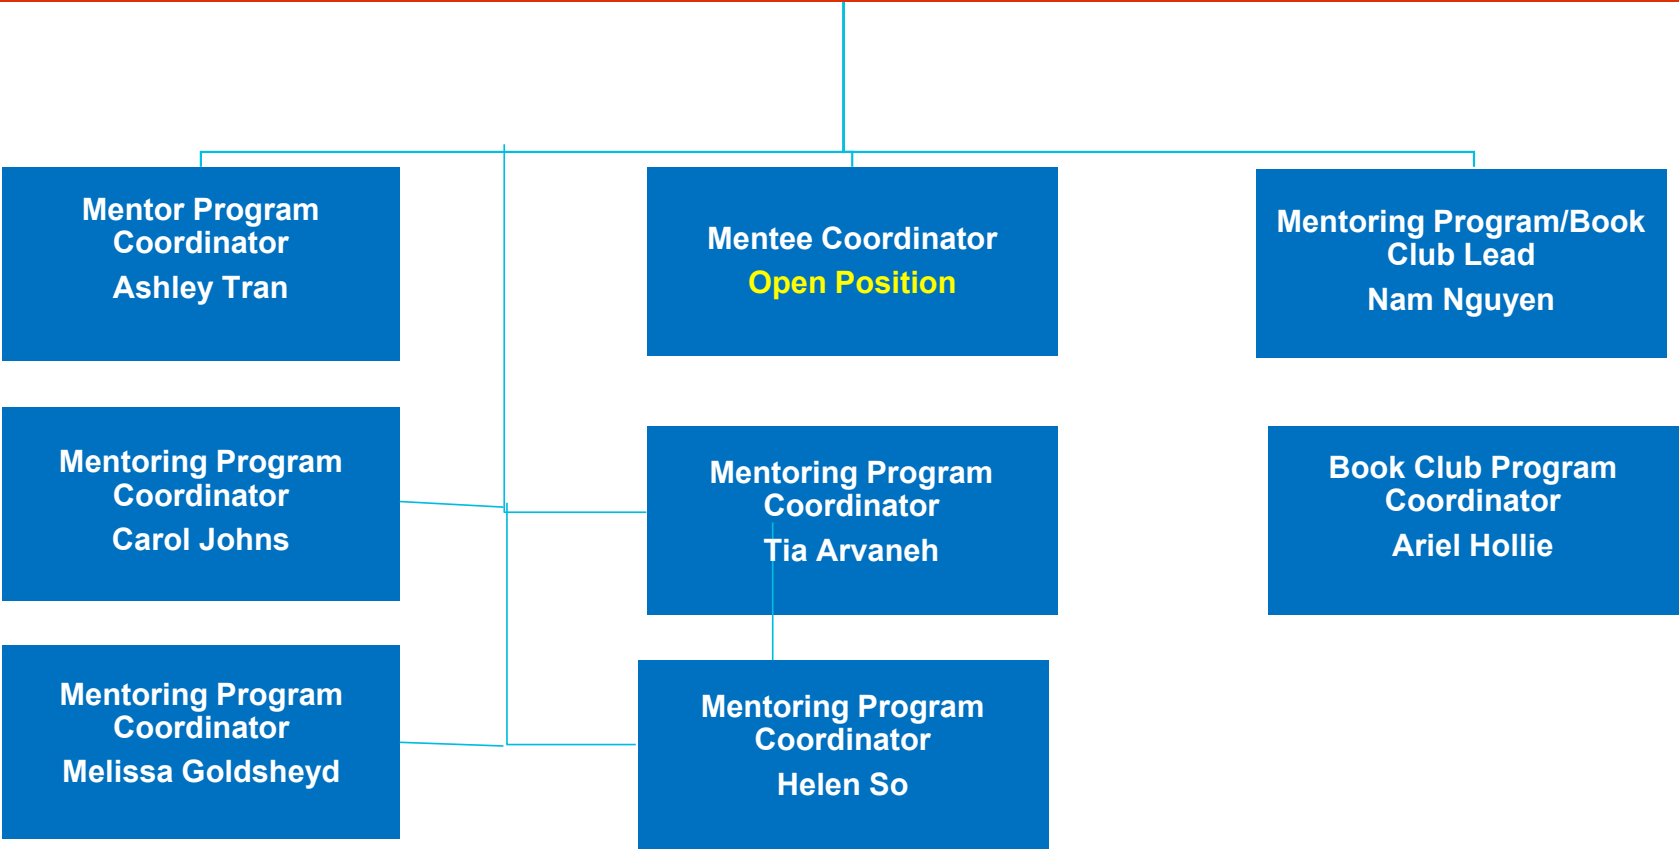 Mentor Program
Coordinator
Ashley Tran
Mentee Coordinator
Open Position
Mentoring Program/Book
Club Lead
Nam Nguyen
Mentoring Program
Coordinator
Carol Johns
Mentoring Program
Coordinator
Tia Arvaneh
Book Club Program
Coordinator
Ariel Hollie
Mentoring Program
Coordinator
Melissa Goldsheyd
Mentoring Program
Coordinator
Helen So